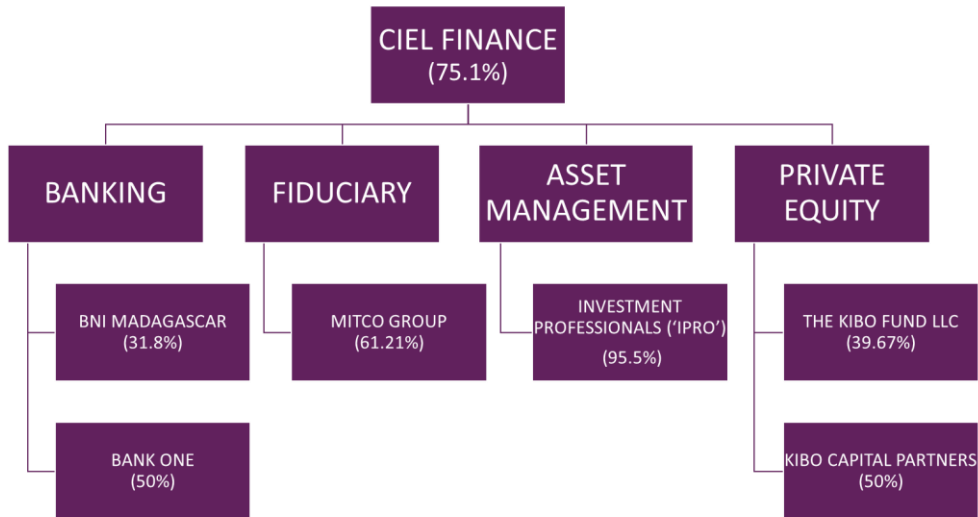 CIEL FINANCE
(75.1%)
BANKING
FIDUCIARY
ASSET
MANAGEMENT
PRIVATE
EQUITY
BNI MADAGASCAR
(31.8%)
MITCO GROUP
(61.21%)
INVESTMENT
PROFESSIONALS (‘IPRO’)
(95.5%)
THE KIBO FUND LLC
(39.67%)
BANK ONE
(50%)
KIBO CAPITAL PARTNERS
(50%)